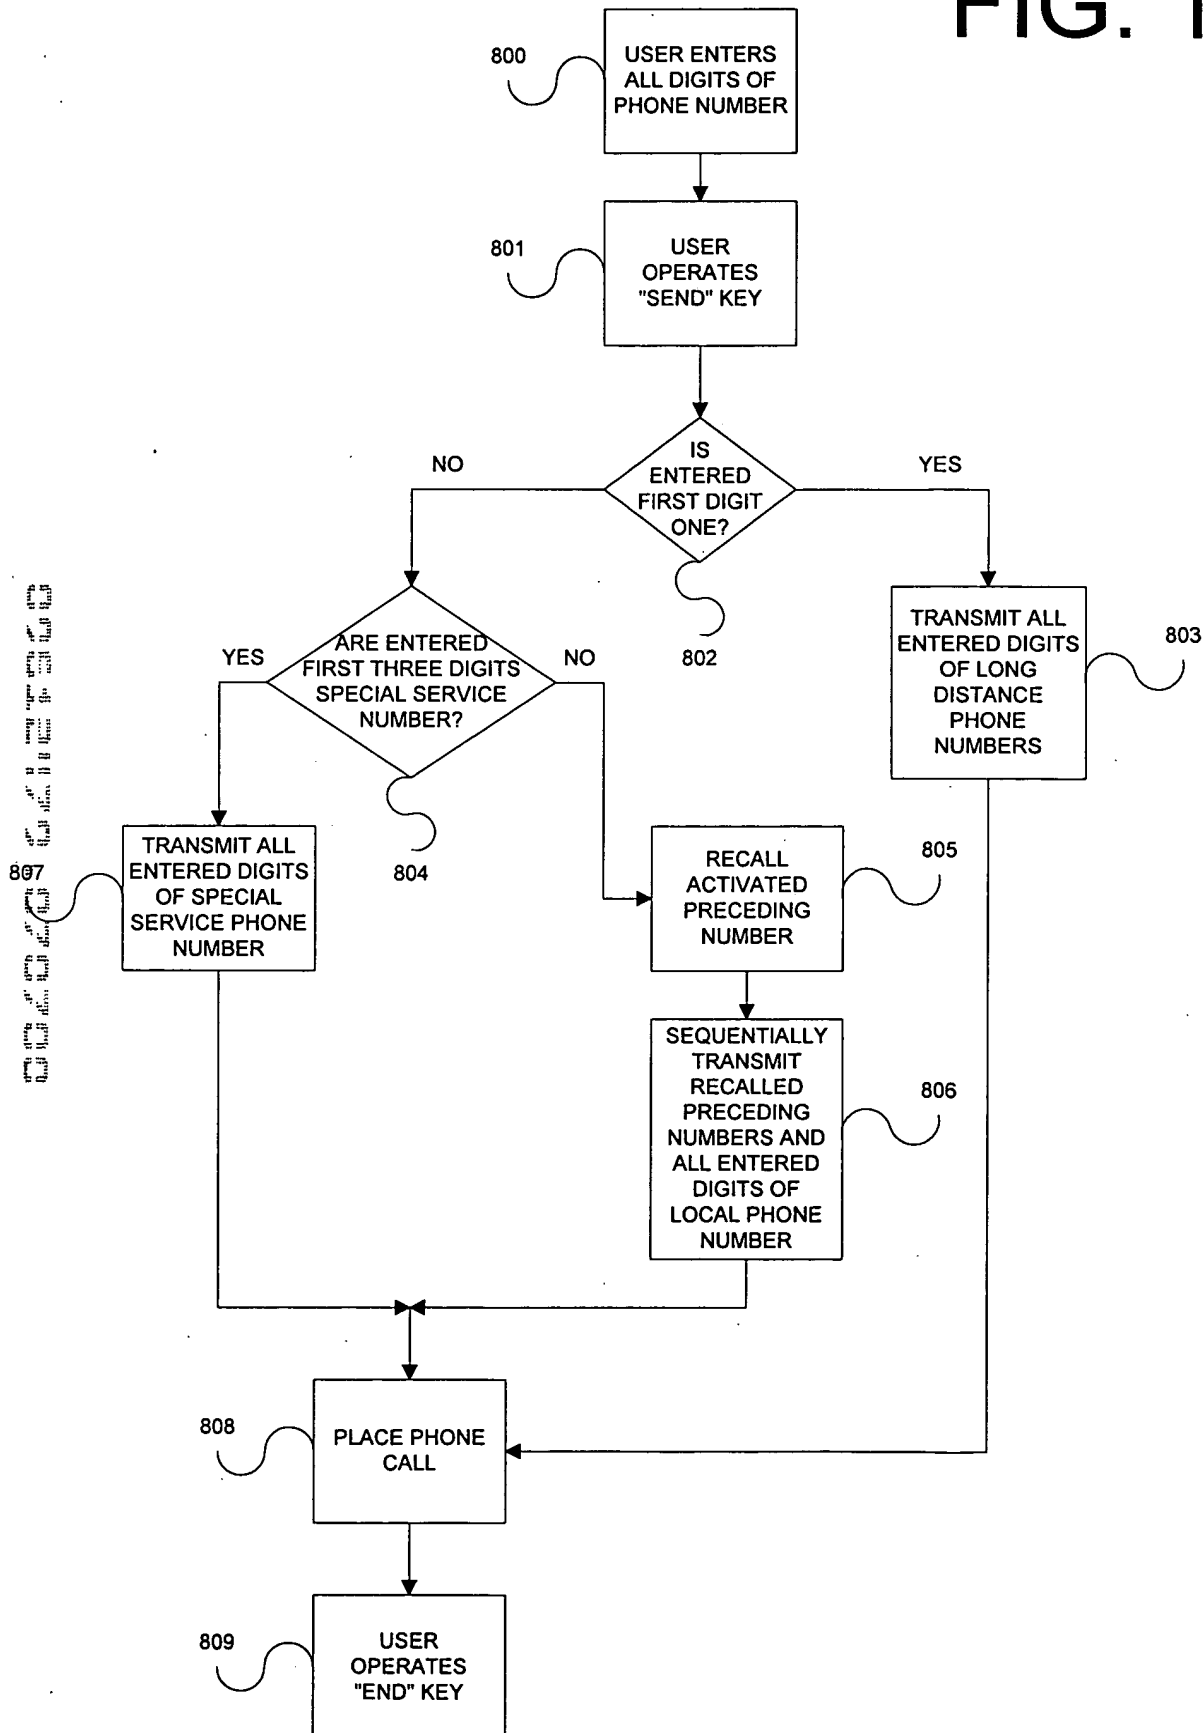 FIG. 1
800
USER ENTERS
ALL DIGITS OF
PHONE NUMBER
801
USER
OPERATES
"SEND" KEY
NO
IS
ENTERED
FIRST DIGIT
ONE?
YES
802
YES
ARE ENTERED
FIRST THREE DIGITS
SPECIAL SERVICE
NUMBER?
NO
804
TRANSMIT ALL
ENTERED DIGITS
OF LONG
DISTANCE
PHONE
NUMBERS
803
807
TRANSMIT ALL
ENTERED DIGITS
OF SPECIAL
SERVICE PHONE
NUMBER
RECALL
ACTIVATED
PRECEDING
NUMBER
805
SEQUENTIALLY
TRANSMIT
RECALLED
PRECEDING
NUMBERS AND
ALL ENTERED
DIGITS OF
LOCAL PHONE
NUMBER
806
808
PLACE PHONE
CALL
809
USER
OPERATES
"END" KEY